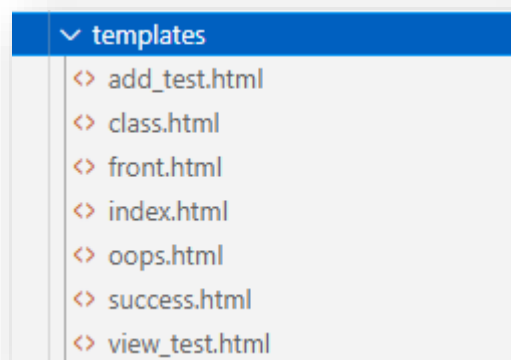 templates
add_test.html
class.html
front.html
index.html
oops.html
success.html
view_test.html